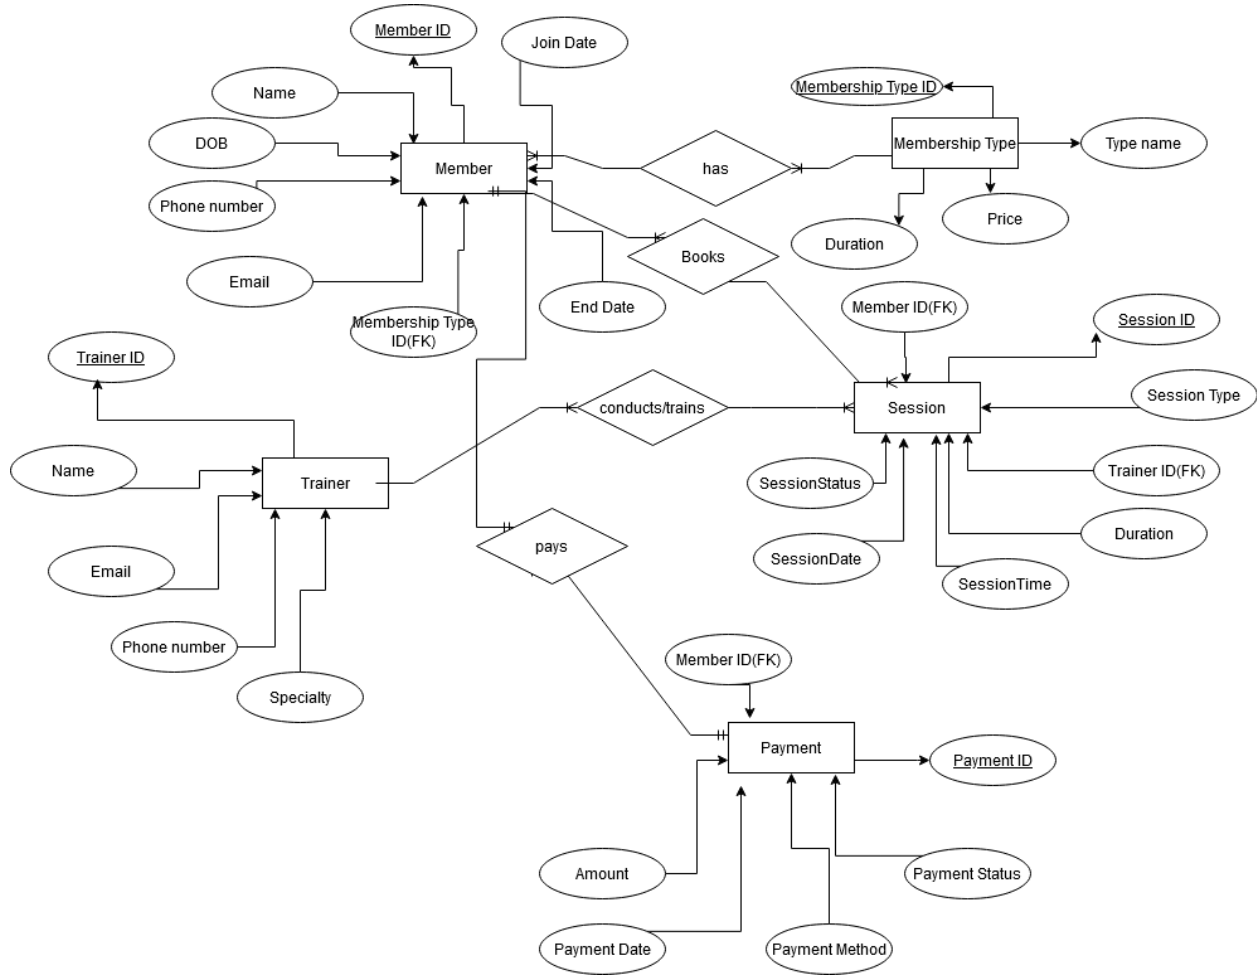 Member ID
Join Date
Name
Membership Type ID
DOB
Member
has
Membership Type
Type name
Phone number
Price
Duration
Books
Email
End Date
Member ID(FK)
Session ID
Membership Type
ID(FK)
Trainer ID
Session Type
conducts/trains
Session
Name
Trainer
SessionStatus
Trainer ID(FK)
Duration
pays
SessionDate
Email
SessionTime
Phone number
Member ID(FK)
Specialty
Payment
Payment ID
Amount
Payment Status
Payment Date
Payment Method